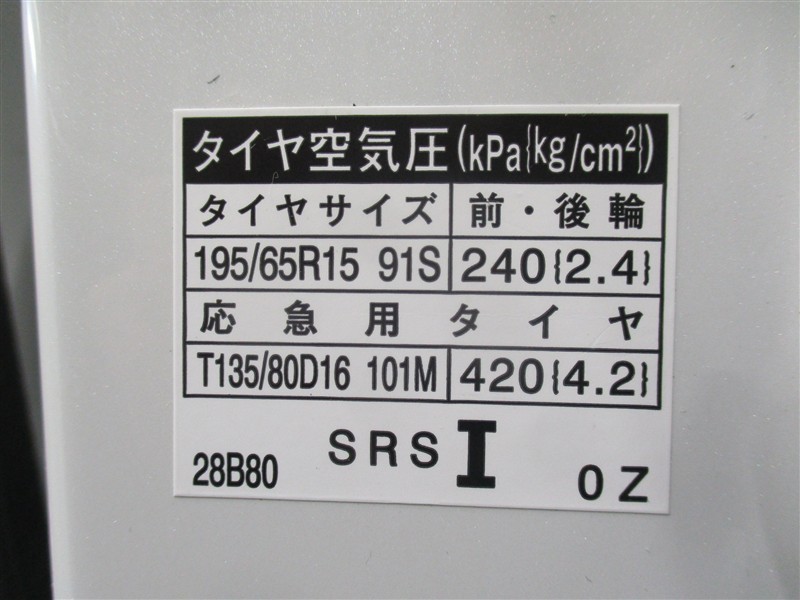 タイヤ空気圧(kPa{kg/cm²})
タイヤサイズ 前・後輪
195/65R15 91S 240{2.4}
応急用タイヤ
T135/80D16 101M 420{4.2}
SRS I
28B80 0Z